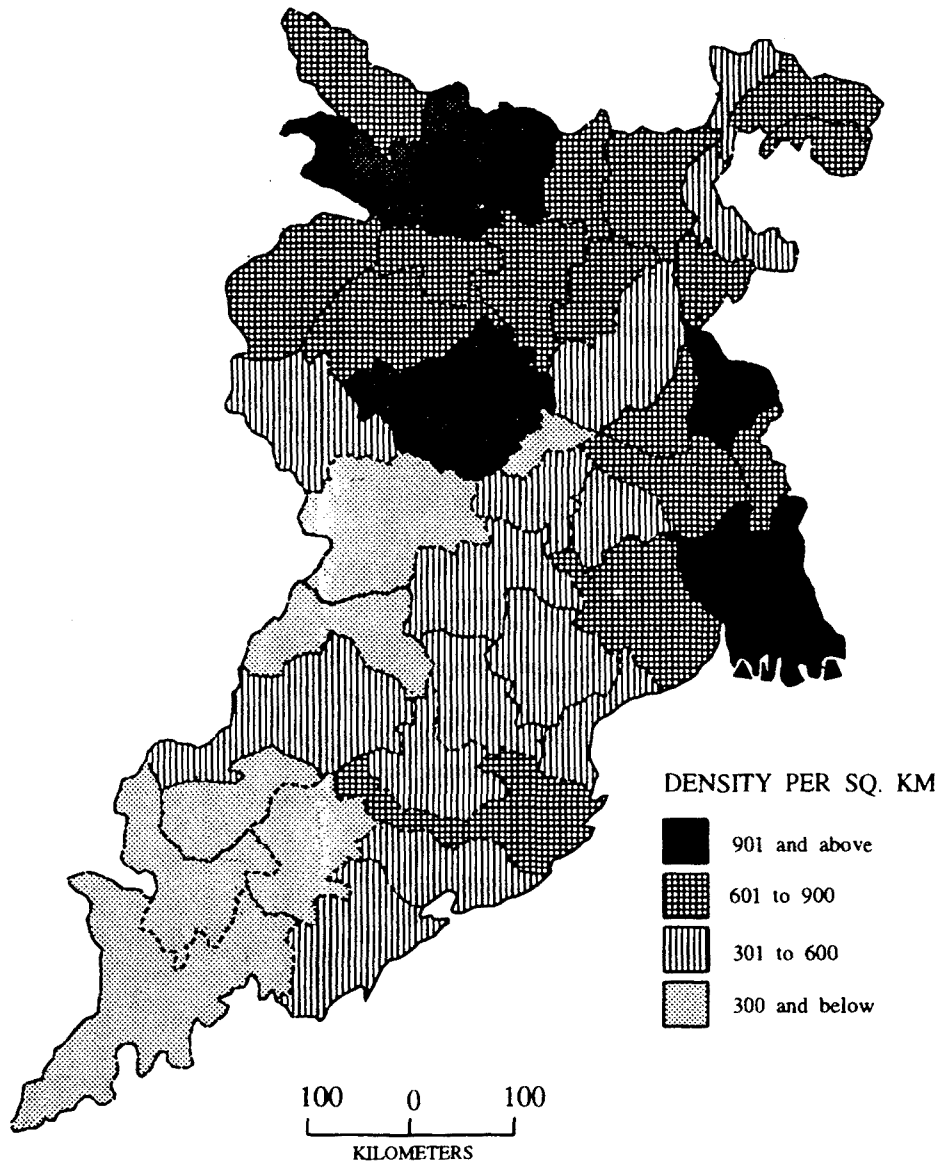 DENSITY PER SQ. KM
901 and above
601 to 900
301 to 600
300 and below
100 0 100
KILOMETERS